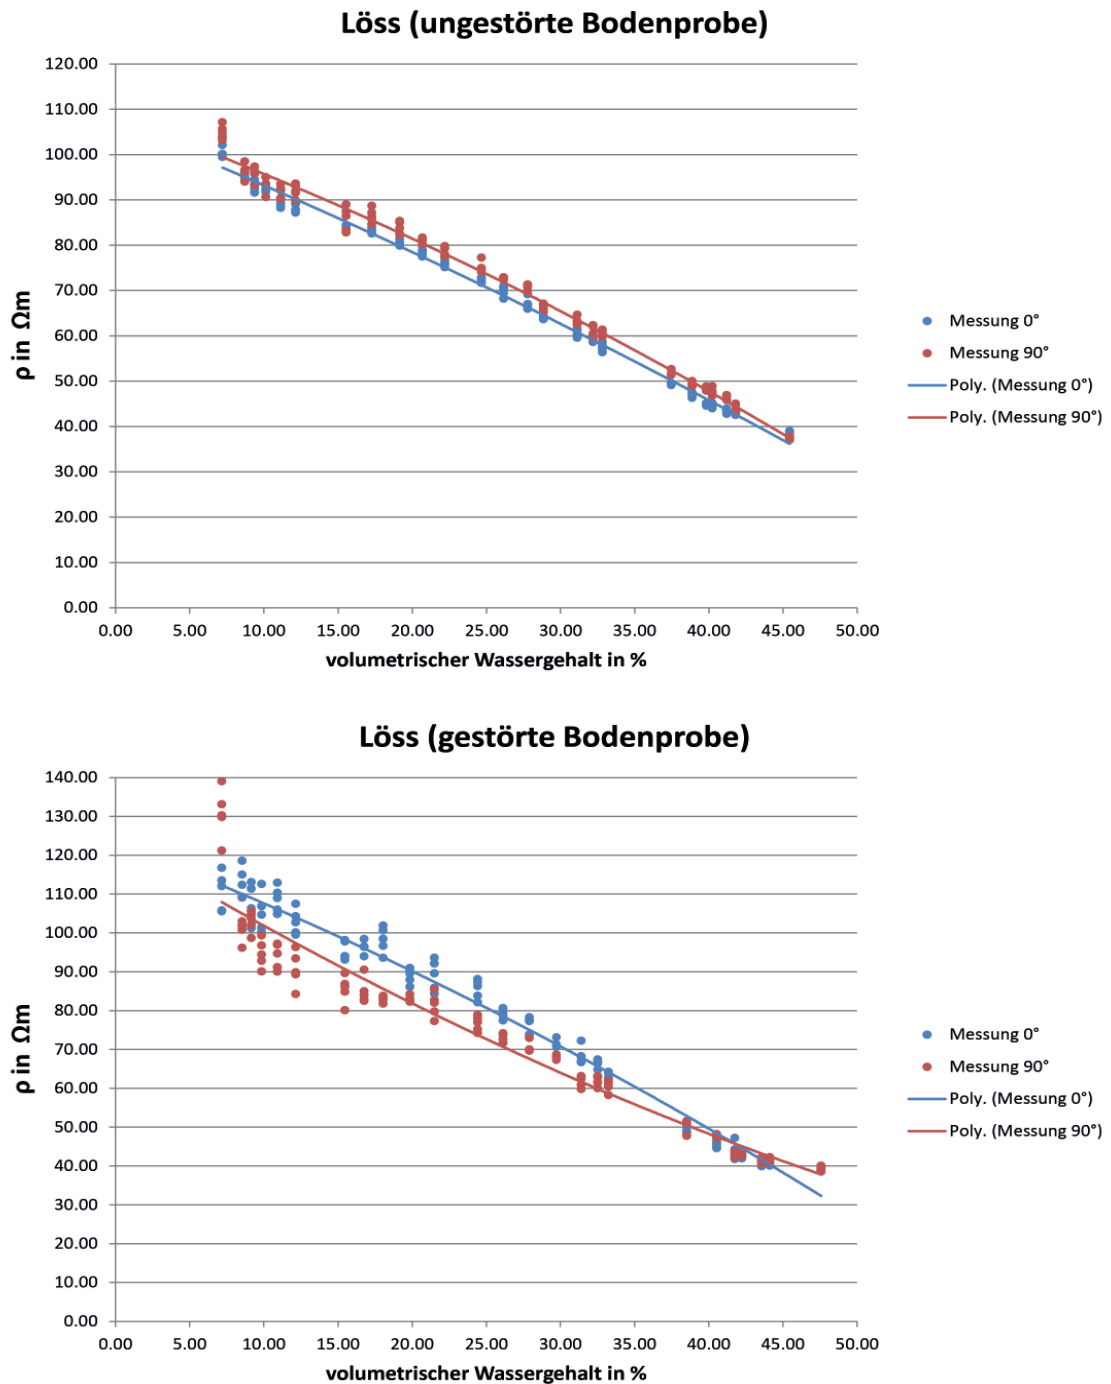 Löss (ungestörte Bodenprobe)
120.00
110.00
100.00
90.00
80.00
70.00
60.00
50.00
40.00
30.00
20.00
10.00
0.00
ρ in Ωm
0.00 5.00 10.00 15.00 20.00 25.00 30.00 35.00 40.00 45.00 50.00
volumetrischer Wassergehalt in %
Messung 0°
Messung 90°
Poly. (Messung 0°)
Poly. (Messung 90°)
Löss (gestörte Bodenprobe)
140.00
130.00
120.00
110.00
100.00
90.00
80.00
70.00
60.00
50.00
40.00
30.00
20.00
10.00
0.00
ρ in Ωm
0.00 5.00 10.00 15.00 20.00 25.00 30.00 35.00 40.00 45.00 50.00
volumetrischer Wassergehalt in %
Messung 0°
Messung 90°
Poly. (Messung 0°)
Poly. (Messung 90°)